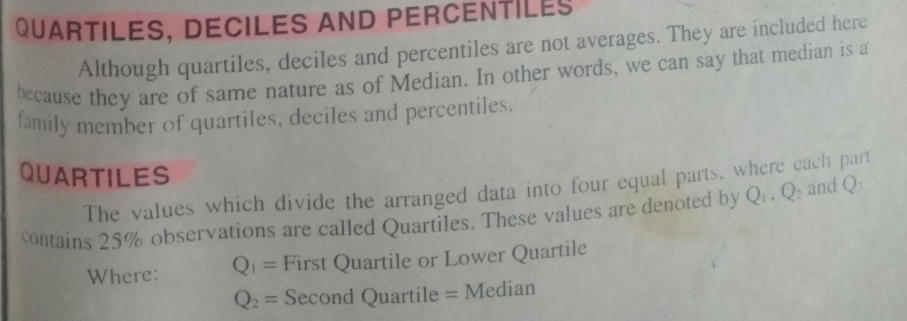 QUARTILES, DECILES AND PERCENTILES
Although quartiles, deciles and percentiles are not averages. They are included here
because they are of same nature as of Median. In other words, we can say that median is a
family member of quartiles, deciles and percentiles.
QUARTILES
The values which divide the arranged data into four equal parts, where each part
contains 25% observations are called Quartiles. These values are denoted by Q₁, Q₂ and Q₃
Where: Q₁ = First Quartile or Lower Quartile
Q₂ = Second Quartile = Median